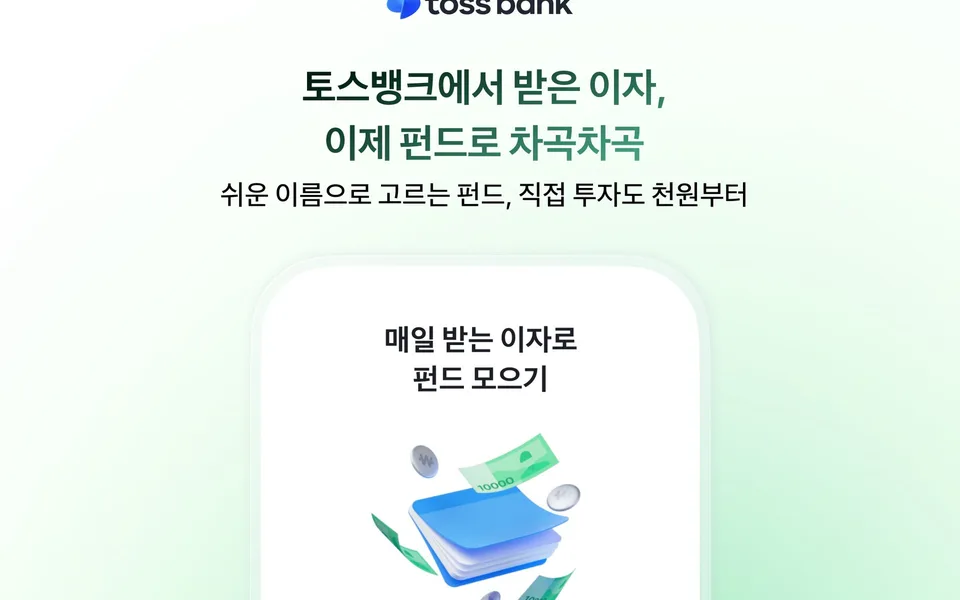 toss bank
토스뱅크에서 받은 이자,
이제 펀드로 차곡차곡
쉬운 이름으로 고르는 펀드, 직접 투자도 천원부터
매일 받는 이자로
펀드 모으기
10000